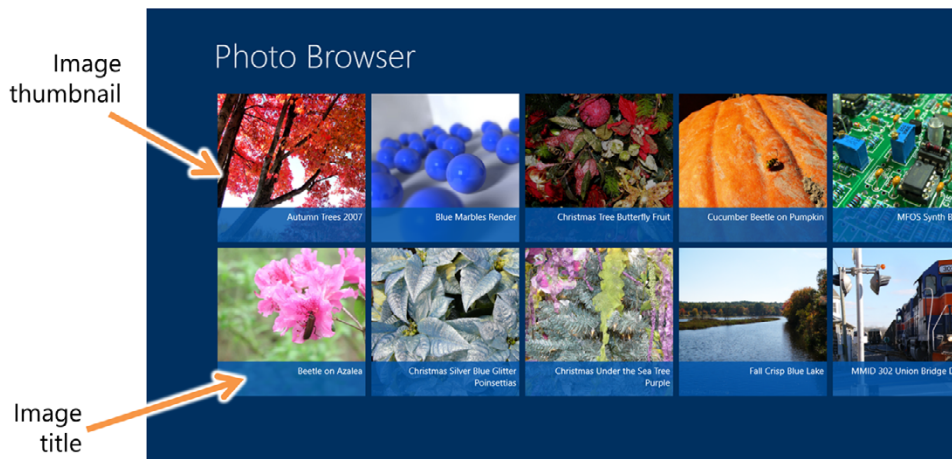 Photo Browser
Image
thumbnail
Autumn Trees 2007
Blue Marbles Render
Christmas Tree Butterfly Fruit
Cucumber Beetle on Pumpkin
MFOS Synth B
Beetle on Azalea
Christmas Silver Blue Glitter
Poinsettias
Christmas Under the Sea Tree
Purple
Fall Crisp Blue Lake
MMID 302 Union Bridge D
Image
title